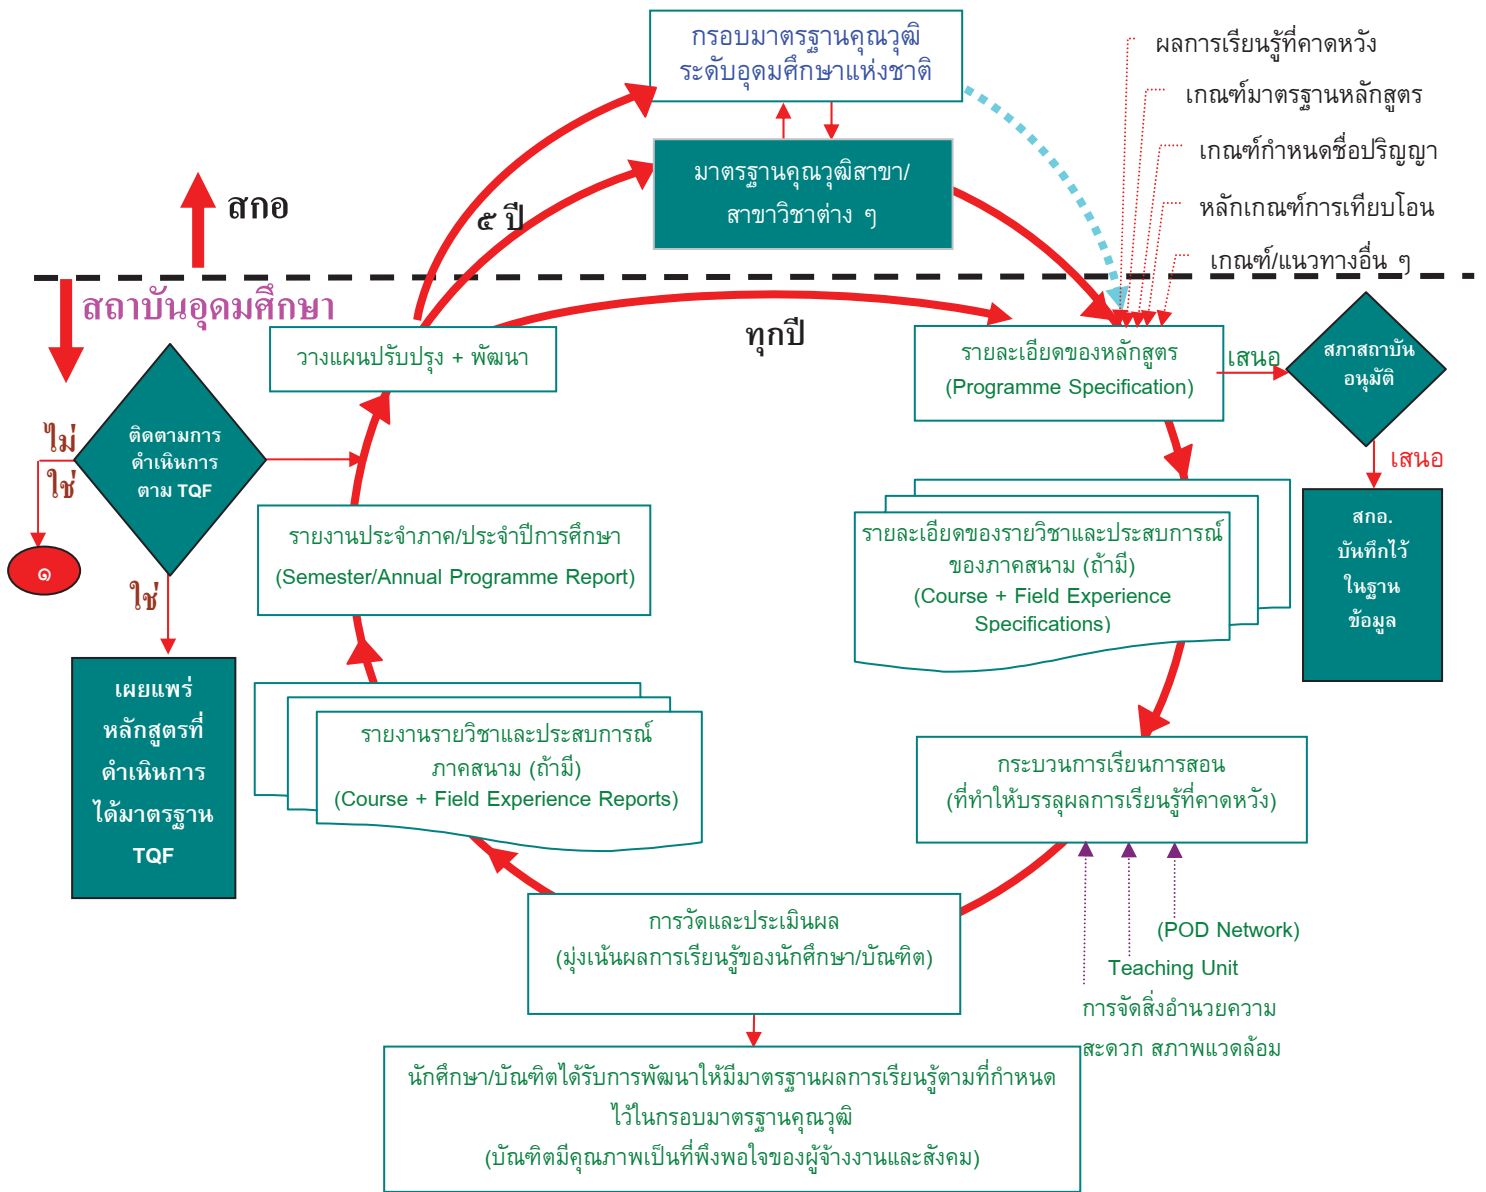 กรอบมาตรฐานคุณวุฒิ
ระดับอุดมศึกษาแห่งชาติ
มาตรฐานคุณวุฒิสาขา/
สาขาวิชาต่าง ๆ
ผลการเรียนรู้ที่คาดหวัง
เกณฑ์มาตรฐานหลักสูตร
เกณฑ์กำหนดชื่อปริญญา
หลักเกณฑ์การเทียบโอน
เกณฑ์/แนวทางอื่น ๆ
สกอ
๕ ปี
สถาบันอุดมศึกษา
ทุกปี
วางแผนปรับปรุง + พัฒนา
รายละเอียดของหลักสูตร
(Programme Specification)
เสนอ
สภาสถาบัน
อนุมัติ
เสนอ
สกอ.
บันทึกไว้
ในฐาน
ข้อมูล
ติดตามการ
ดำเนินการ
ตาม TQF
ไม่
ใช่
๑
ใช่
เผยแพร่
หลักสูตรที่
ดำเนินการ
ได้มาตรฐาน
TQF
รายงานประจำภาค/ประจำปีการศึกษา
(Semester/Annual Programme Report)
รายละเอียดของรายวิชาและประสบการณ์
ของภาคสนาม (ถ้ามี)
(Course + Field Experience
Specifications)
รายงานรายวิชาและประสบการณ์
ภาคสนาม (ถ้ามี)
(Course + Field Experience Reports)
กระบวนการเรียนการสอน
(ที่ทำให้บรรลุผลการเรียนรู้ที่คาดหวัง)
(POD Network)
Teaching Unit
การจัดสิ่งอำนวยความ
สะดวก สภาพแวดล้อม
การวัดและประเมินผล
(มุ่งเน้นผลการเรียนรู้ของนักศึกษา/บัณฑิต)
นักศึกษา/บัณฑิตได้รับการพัฒนาให้มีมาตรฐานผลการเรียนรู้ตามที่กำหนด
ไว้ในกรอบมาตรฐานคุณวุฒิ
(บัณฑิตมีคุณภาพเป็นที่พึงพอใจของผู้จ้างงานและสังคม)